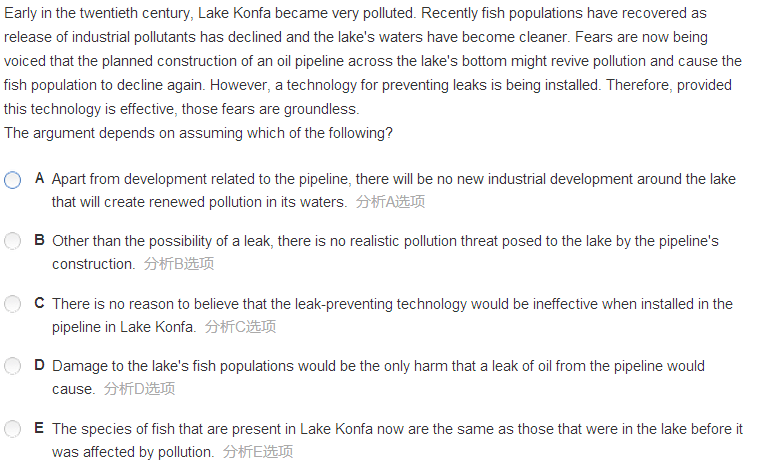 Early in the twentieth century, Lake Konfa became very polluted. Recently fish populations have recovered as
release of industrial pollutants has declined and the lake's waters have become cleaner. Fears are now being
voiced that the planned construction of an oil pipeline across the lake's bottom might revive pollution and cause the
fish population to decline again. However, a technology for preventing leaks is being installed. Therefore, provided
this technology is effective, those fears are groundless.
The argument depends on assuming which of the following?
A Apart from development related to the pipeline, there will be no new industrial development around the lake
that will create renewed pollution in its waters. 分析A选项
B Other than the possibility of a leak, there is no realistic pollution threat posed to the lake by the pipeline's
construction. 分析B选项
C There is no reason to believe that the leak-preventing technology would be ineffective when installed in the
pipeline in Lake Konfa. 分析C选项
D Damage to the lake's fish populations would be the only harm that a leak of oil from the pipeline would
cause. 分析D选项
E The species of fish that are present in Lake Konfa now are the same as those that were in the lake before it
was affected by pollution. 分析E选项